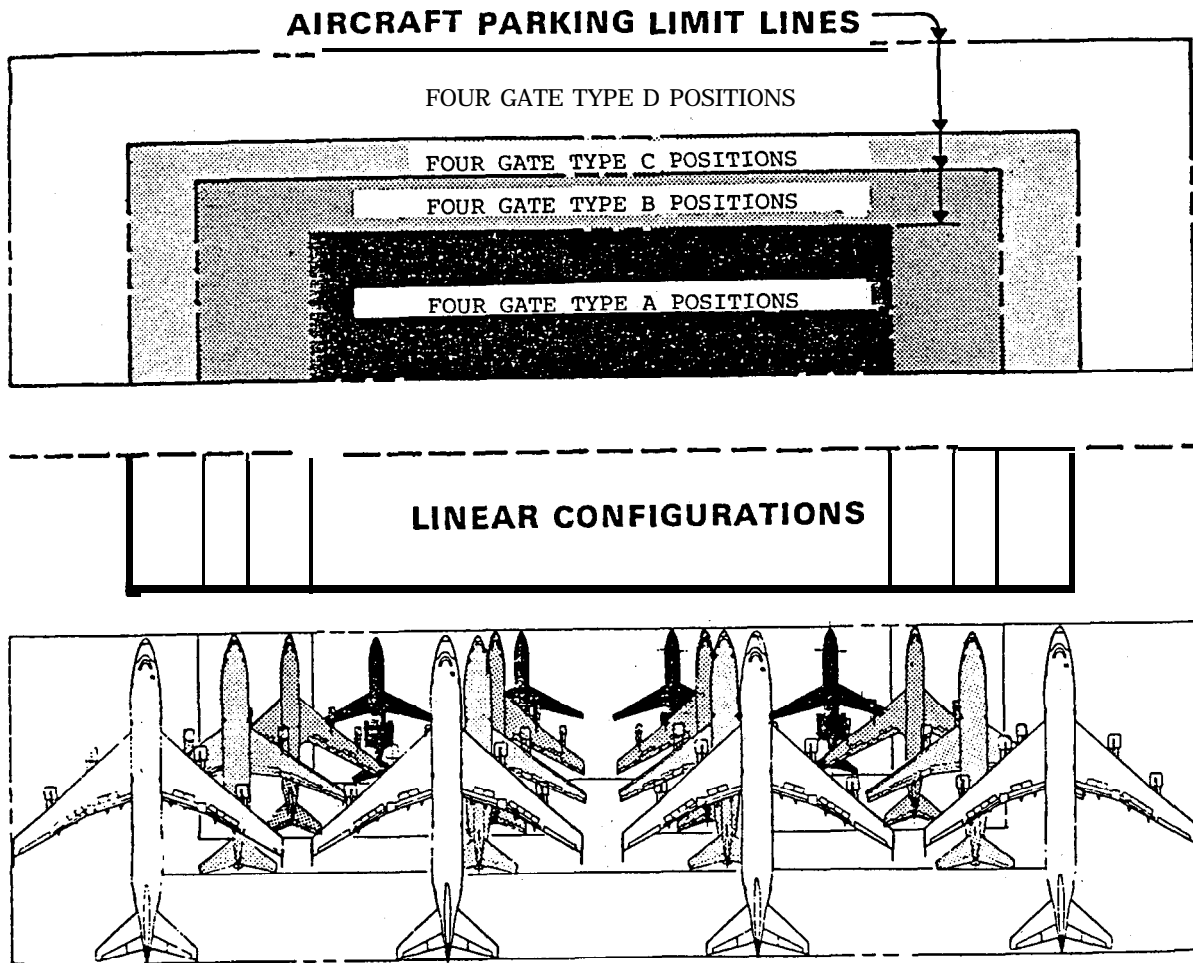 AIRCRAFT PARKING LIMIT LINES
FOUR GATE TYPE D POSITIONS
FOUR GATE TYPE C POSITIONS
FOUR GATE TYPE B POSITIONS
FOUR GATE TYPE A POSITIONS
LINEAR CONFIGURATIONS